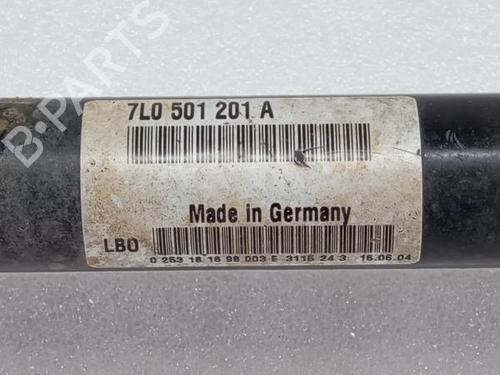 B-PARTS
7L0 501 201 A
Made in Germany
LBO
0 253 18 16 98 003 E 3115 24 3 16.06.04